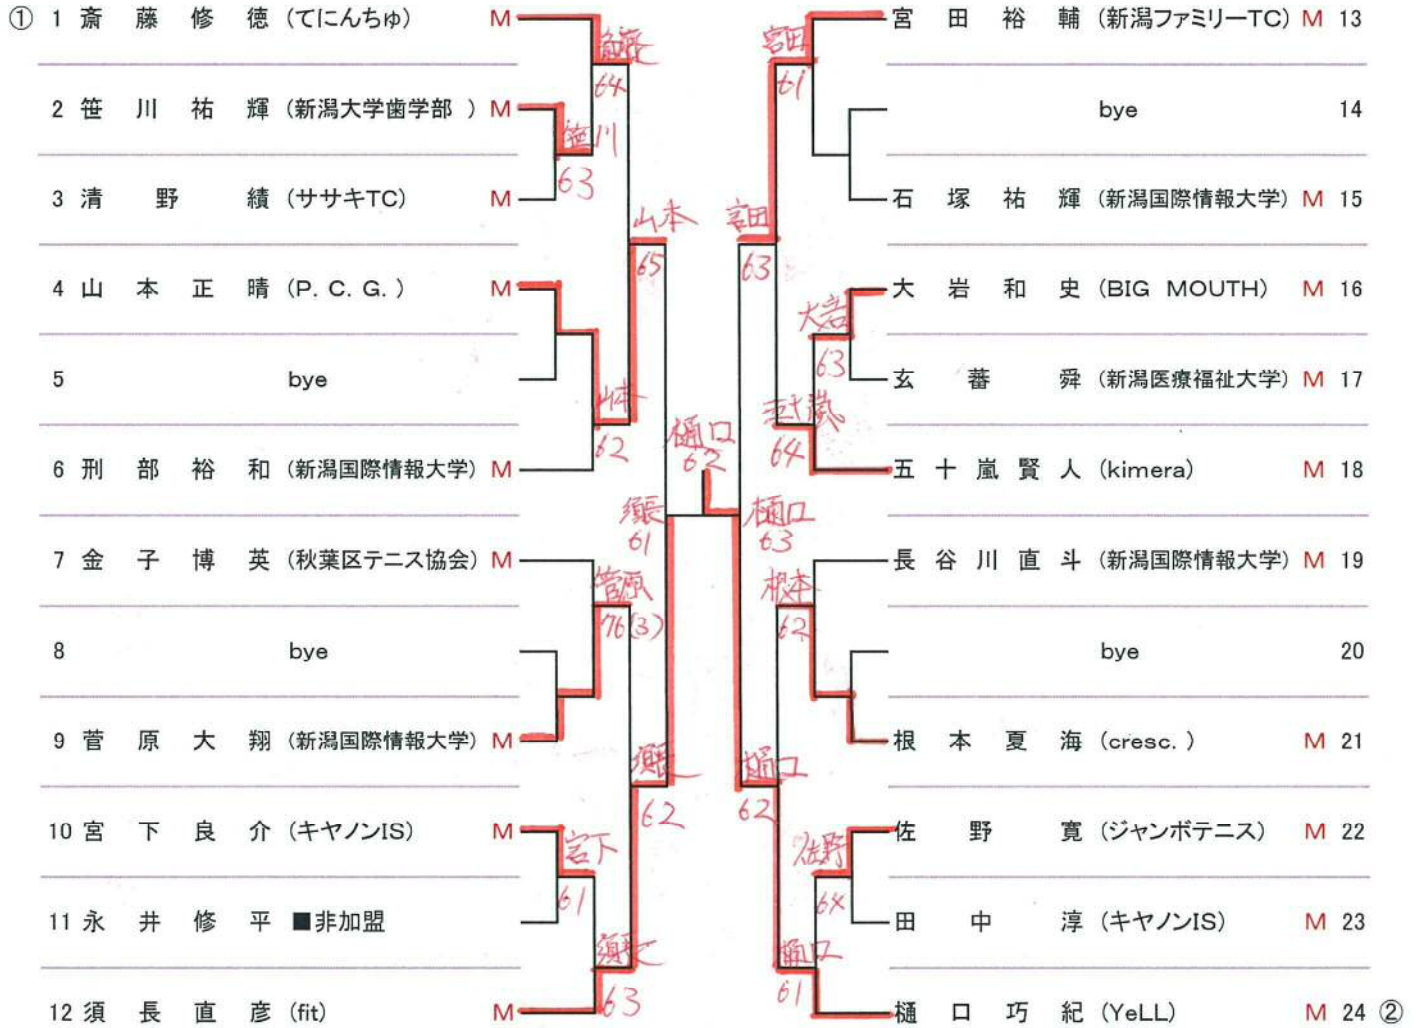 ① 1 斎藤修徳 (てにんちゅ) M
2 笹川祐輝 (新潟大学歯学部 ) M
3 清野績 (ササキTC) M
4 山本正晴 (P. C. G. ) M
5 bye
6 刑部裕和 (新潟国際情報大学) M
7 金子博英 (秋葉区テニス協会) M
8 bye
9 菅原大翔 (新潟国際情報大学) M
10 宮下良介 (キヤノンIS) M
11 永井修平 ■非加盟
12 須長直彦 (fit) M
64
笹川
63
山本
65
山本
62
須長
61
菅原
76(3)
須長
62
宮下
61
須長
63
樋口
62
宮田
61
宮田
63
大岩
63
五十嵐
64
樋口
63
根本
62
樋口
62
佐野
64
樋口
61
宮田裕輔 (新潟ファミリーTC) M 13
bye 14
石塚祐輝 (新潟国際情報大学) M 15
大岩和史 (BIG MOUTH) M 16
玄蕃舜 (新潟医療福祉大学) M 17
五十嵐賢人 (kimera) M 18
長谷川直斗 (新潟国際情報大学) M 19
bye 20
根本夏海 (cresc. ) M 21
佐野寛 (ジャンボテニス) M 22
田中淳 (キヤノンIS) M 23
樋口巧紀 (YeLL) M 24 ②